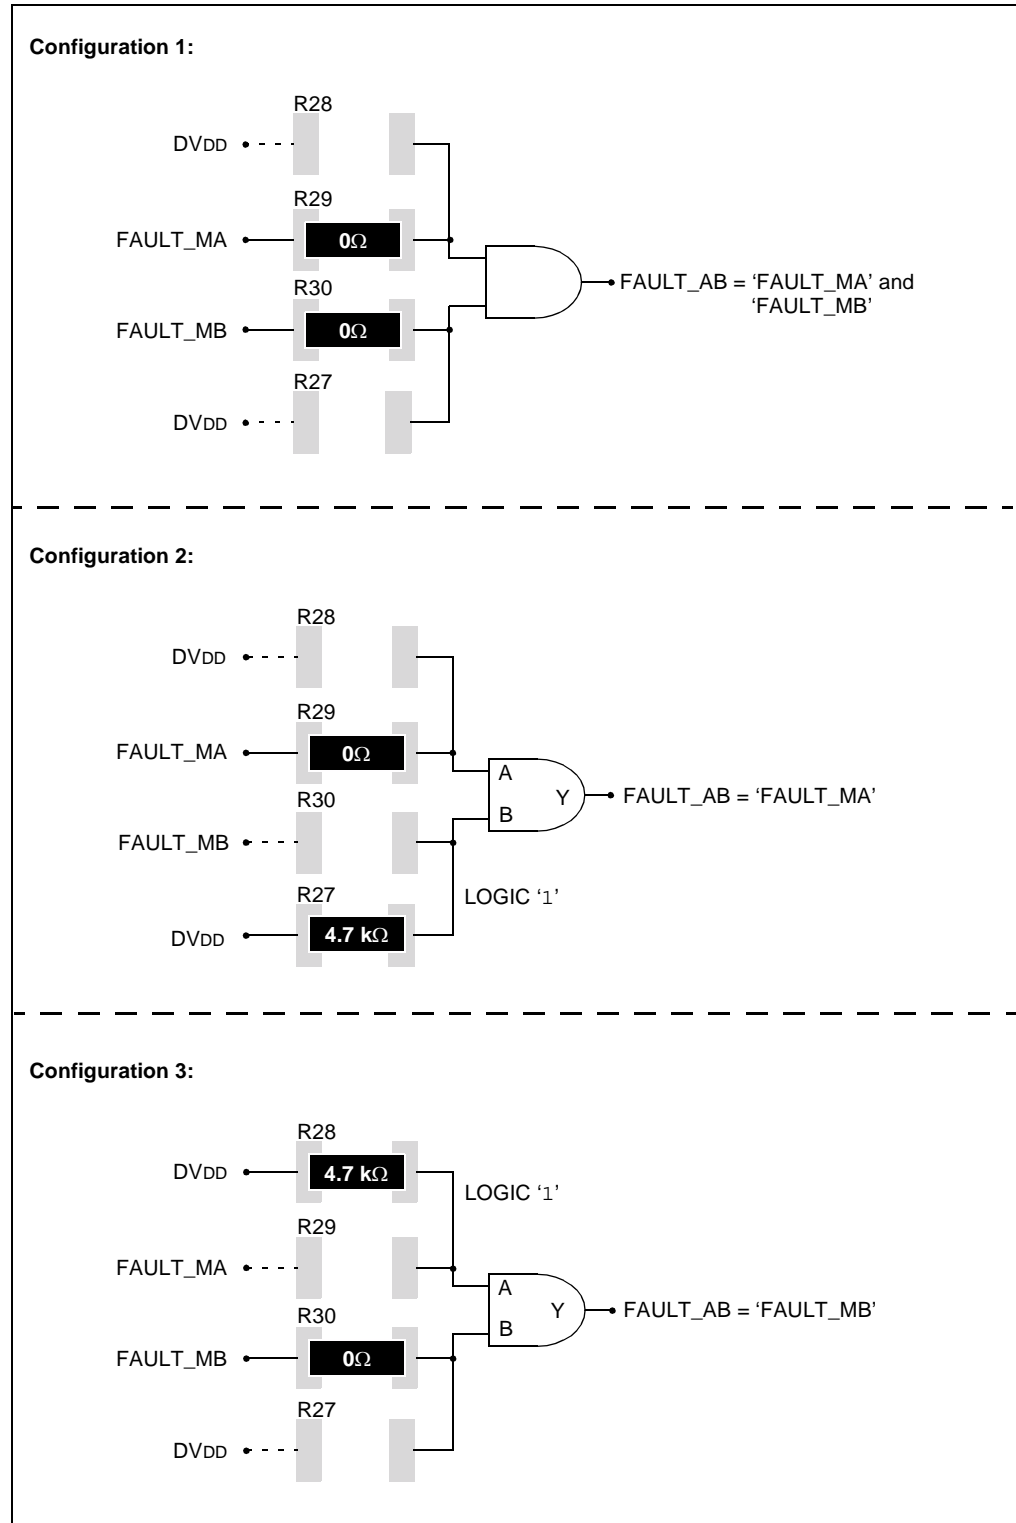 Configuration 1:
R28
DVDD
R29
FAULT_MA
0Ω
FAULT_AB = ‘FAULT_MA’ and
‘FAULT_MB’
R30
FAULT_MB
0Ω
R27
DVDD
Configuration 2:
R28
DVDD
R29
FAULT_MA
0Ω
A
Y
B
FAULT_AB = ‘FAULT_MA’
R30
FAULT_MB
R27
LOGIC ‘1’
DVDD
4.7 kΩ
Configuration 3:
R28
DVDD
4.7 kΩ
LOGIC ‘1’
R29
FAULT_MA
A
Y
B
FAULT_AB = ‘FAULT_MB’
R30
FAULT_MB
0Ω
R27
DVDD